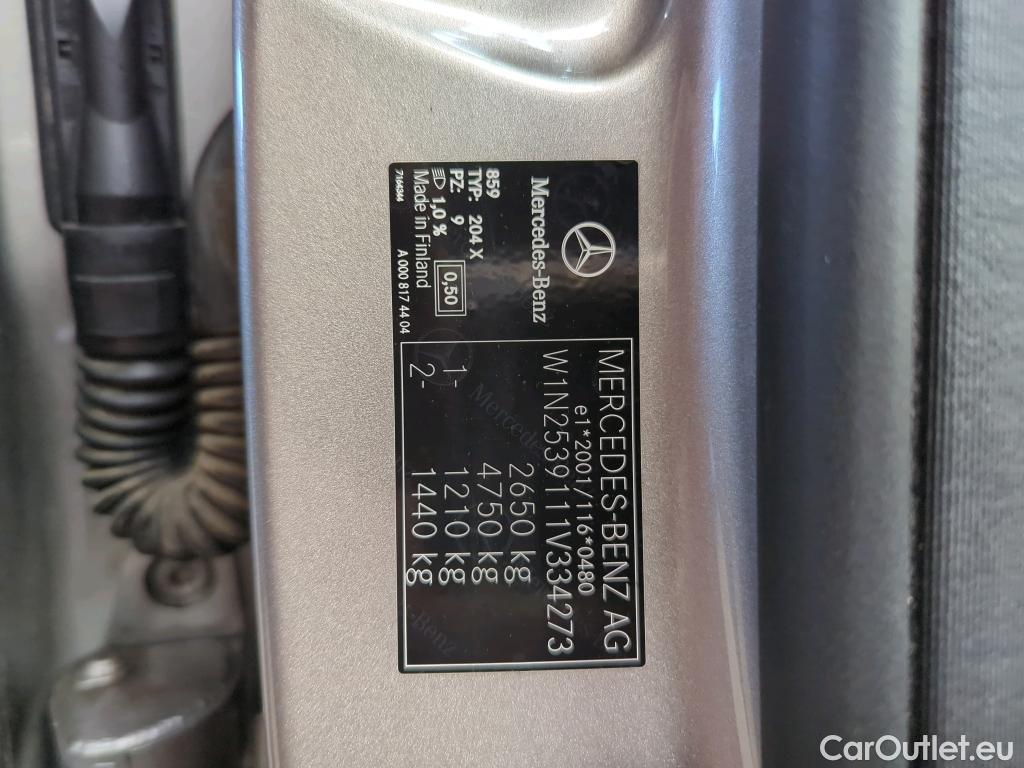 Mercedes-Benz
859
TYP: 204 X
PZ: 9
1,0 %
0,50
Made in Finland
7164SMA
A 000 817 44 04
MERCEDES-BENZ AG
e1*2001/116*0480
W1N2539111V334273
2650 kg
4750 kg
1- 1210 kg
2- 1440 kg
CarOutlet.eu